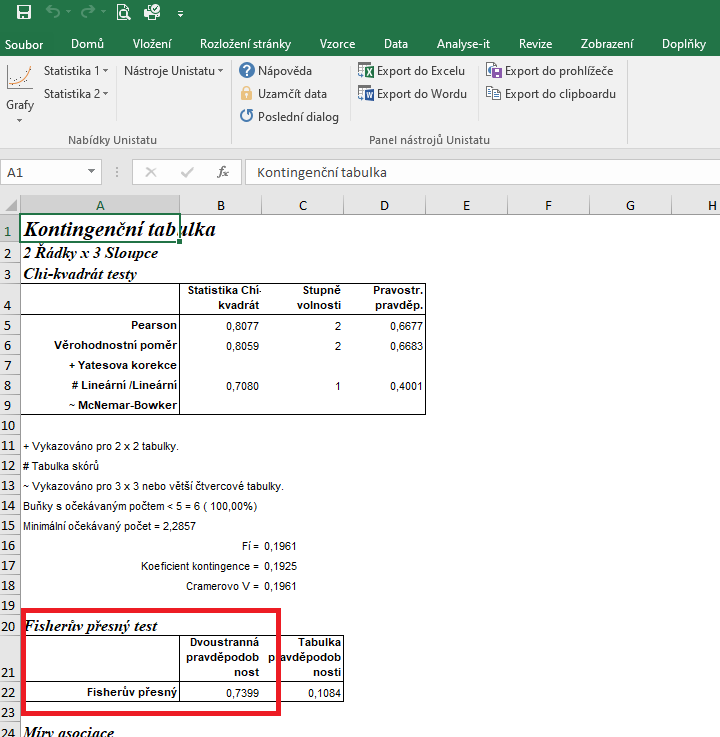 Soubor Domů Vložení Rozložení stránky Vzorce Data Analyse-it Revize Zobrazení Doplňky
Grafy
Statistika 1
Statistika 2
Nástroje Unistatu
Nabídky Unistatu
Nápověda
Uzamčít data
Poslední dialog
Export do Excelu
Export do Wordu
Export do prohlížeče
Export do clipboardu
Panel nástrojů Unistatu
A1 fx Kontingenční tabulka
A B C D E F G H
1 Kontingenční tabulka
2 2 Řádky x 3 Sloupce
3 Chi-kvadrát testy
4 Statistika Chí-kvadrát Stupně volnosti Pravostr. pravděp.
5 Pearson 0,8077 2 0,6677
6 Věrohodnostní poměr 0,8059 2 0,6683
7 + Yatesova korekce
8 # Lineární /Lineární 0,7080 1 0,4001
9 ~ McNemar-Bowker
10
11 + Vykazováno pro 2 x 2 tabulky.
12 # Tabulka skórů
13 ~ Vykazováno pro 3 x 3 nebo větší čtvercové tabulky.
14 Buňky s očekávaným počtem < 5 = 6 ( 100,00%)
15 Minimální očekávaný počet = 2,2857
16 Fí = 0,1961
17 Koeficient kontingence = 0,1925
18 Cramerovo V = 0,1961
19
20 Fisherův přesný test
21 Dvoustranná pravděpodobnost Tabulka pravděpodobnosti
22 Fisherův přesný 0,7399 0,1084
23
24 Míry asociace